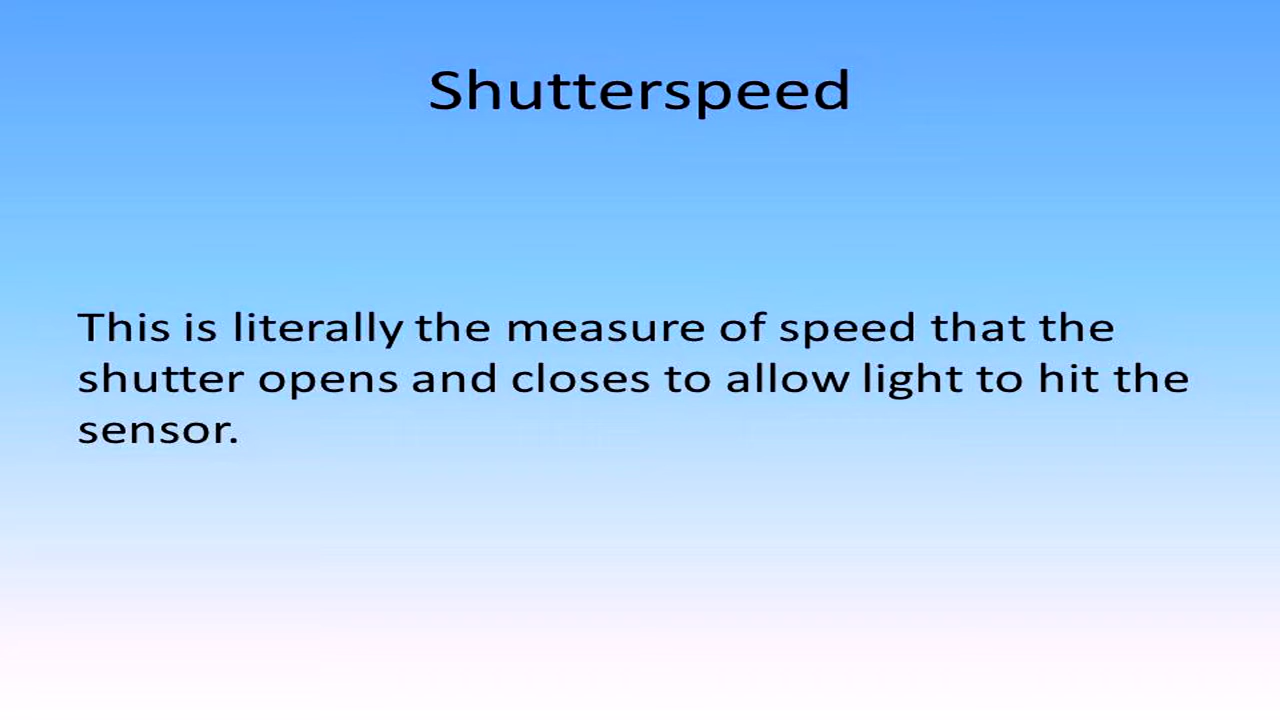 Shutterspeed
This is literally the measure of speed that the
shutter opens and closes to allow light to hit the
sensor.